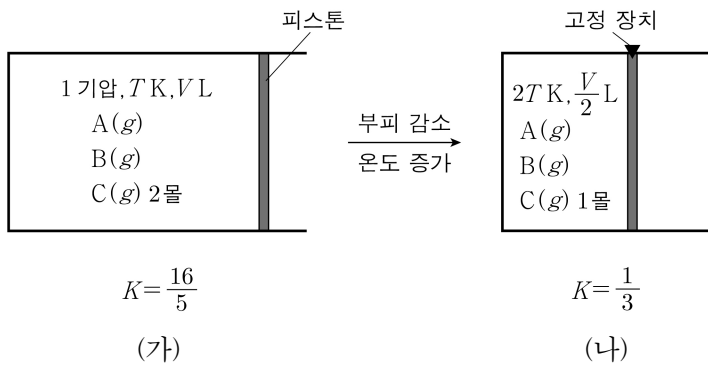 피스톤
고정 장치
1 기압, T K, V L
A(g)
B(g)
C(g) 2몰
부피 감소
온도 증가
2T K, V/2 L
A(g)
B(g)
C(g) 1몰
K=16/5
K=1/3
(가)
(나)